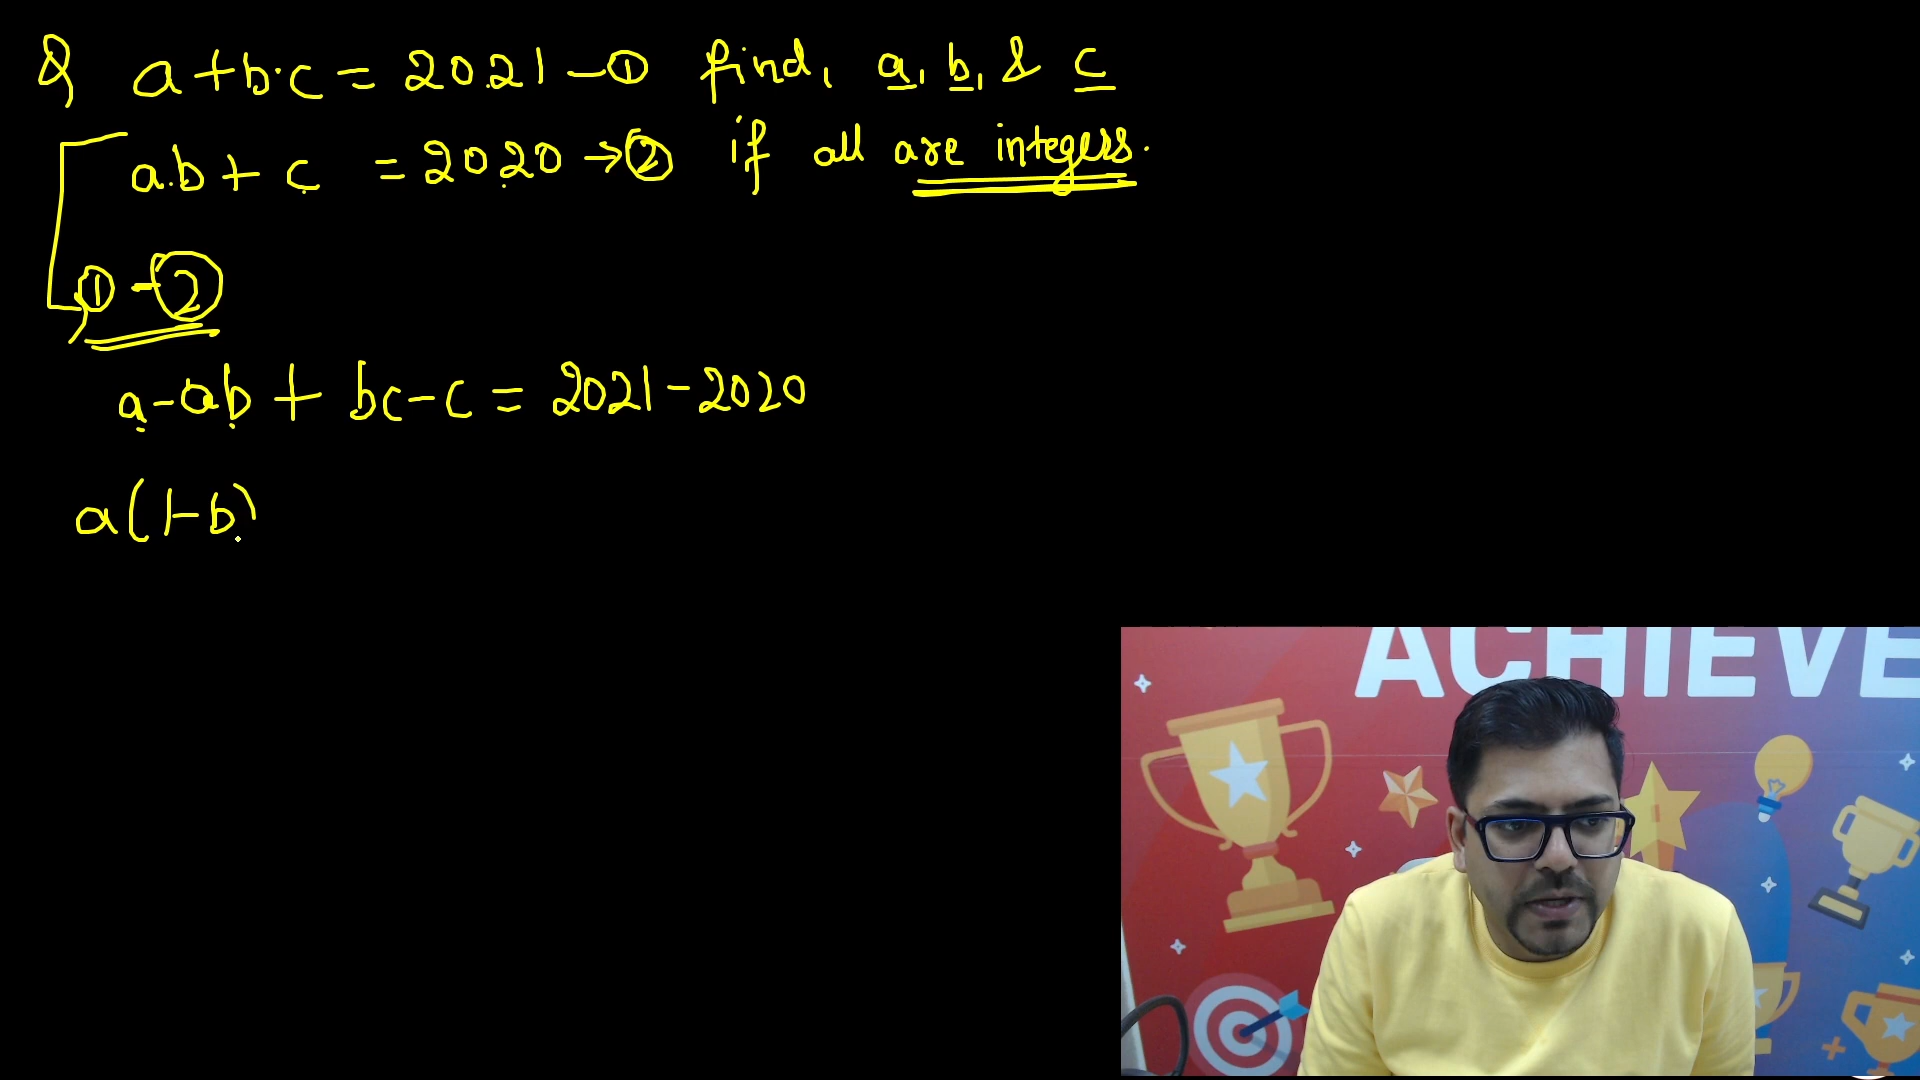 Q a+b·c = 2021 – ① find, a, b, & c
a.b + c = 2020 → ② if all are integers.
① - ②
a-ab + bc-c = 2021-2020
a(1-b)
ACHIEVE